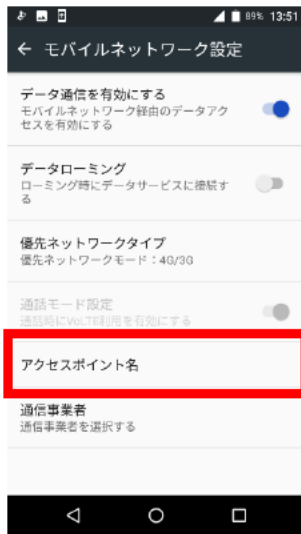 89% 13:51
← モバイルネットワーク設定
データ通信を有効にする
モバイルネットワーク経由のデータアク
セスを有効にする
データローミング
ローミング時にデータサービスに接続す
る
優先ネットワークタイプ
優先ネットワークモード：4G/3G
通話モード設定
通話時にVoLTE利用を有効にする
アクセスポイント名
通信事業者
通信事業者を選択する